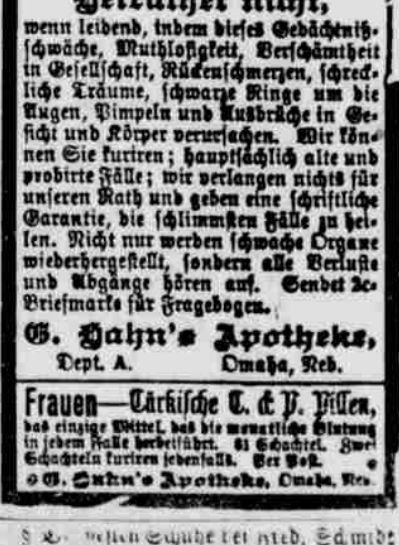 Heirathet nicht,
wenn leidend, indem dieses Gedächtniß-
schwäche, Muthlosigkeit, Verschämtheit
in Gesellschaft, Rückenschmerzen, schreck-
liche Träume, schwarze Ringe um die
Augen, Pimpeln und Ausbrüche in Ge-
sicht und Körper verursachen. Wir kön-
nen Sie kuriren; hauptsächlich alte und
probirte Fälle; wir verlangen nichts für
unseren Rath und geben eine schriftliche
Garantie, die schlimmsten Fälle zu hei-
len. Nicht nur werden schwache Organe
wiederhergestellt, sondern alle Verluste
und Abgänge hören auf. Sendet 2c-
Briefmarke für Fragebogen.
G. Hahn's Apotheke,
Dept. A. Omaha, Neb.
Frauen—Türkische T. & P. Pillen,
das einzige Mittel, das die monatliche Blutung
in jedem Falle herbeiführt. $1 Schachtel. Zwei
Schachteln kuriren jedenfalls. Per Post.
G. Hahn's Apotheke, Omaha, Neb.
Schuhe bei Schmidt